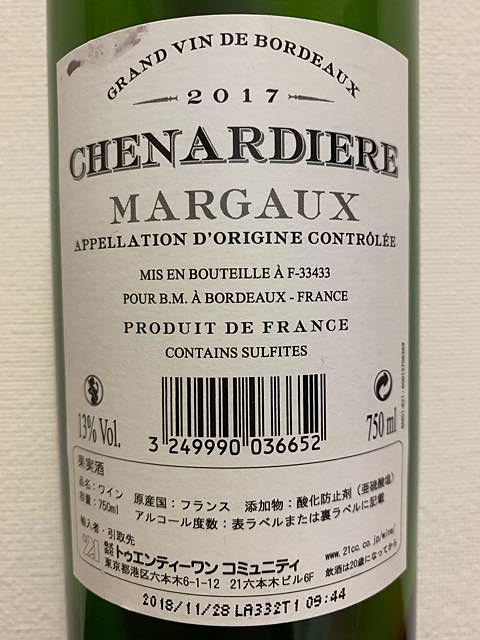 GRAND VIN DE BORDEAUX
2017
CHENARDIERE
MARGAUX
APPELLATION D'ORIGINE CONTRÔLÉE
MIS EN BOUTEILLE À F-33433
POUR B.M. À BORDEAUX - FRANCE
PRODUIT DE FRANCE
CONTAINS SULFITES
13% Vol.
3 249990 036652
750 ml
果実酒
品名:ワイン 原産国:フランス 添加物:酸化防止剤(亜硫酸塩)
容量:750ml アルコール度数:表ラベルまたは裏ラベルに記載
輸入者・引取先
21 株式会社 トゥエンティーワン コミュニティ www.21cc.co.jp/wine/
東京都港区六本木6-1-12 21六本木ビル6F 飲酒は20歳になってから
2018/11/28 LA332T1 09:44